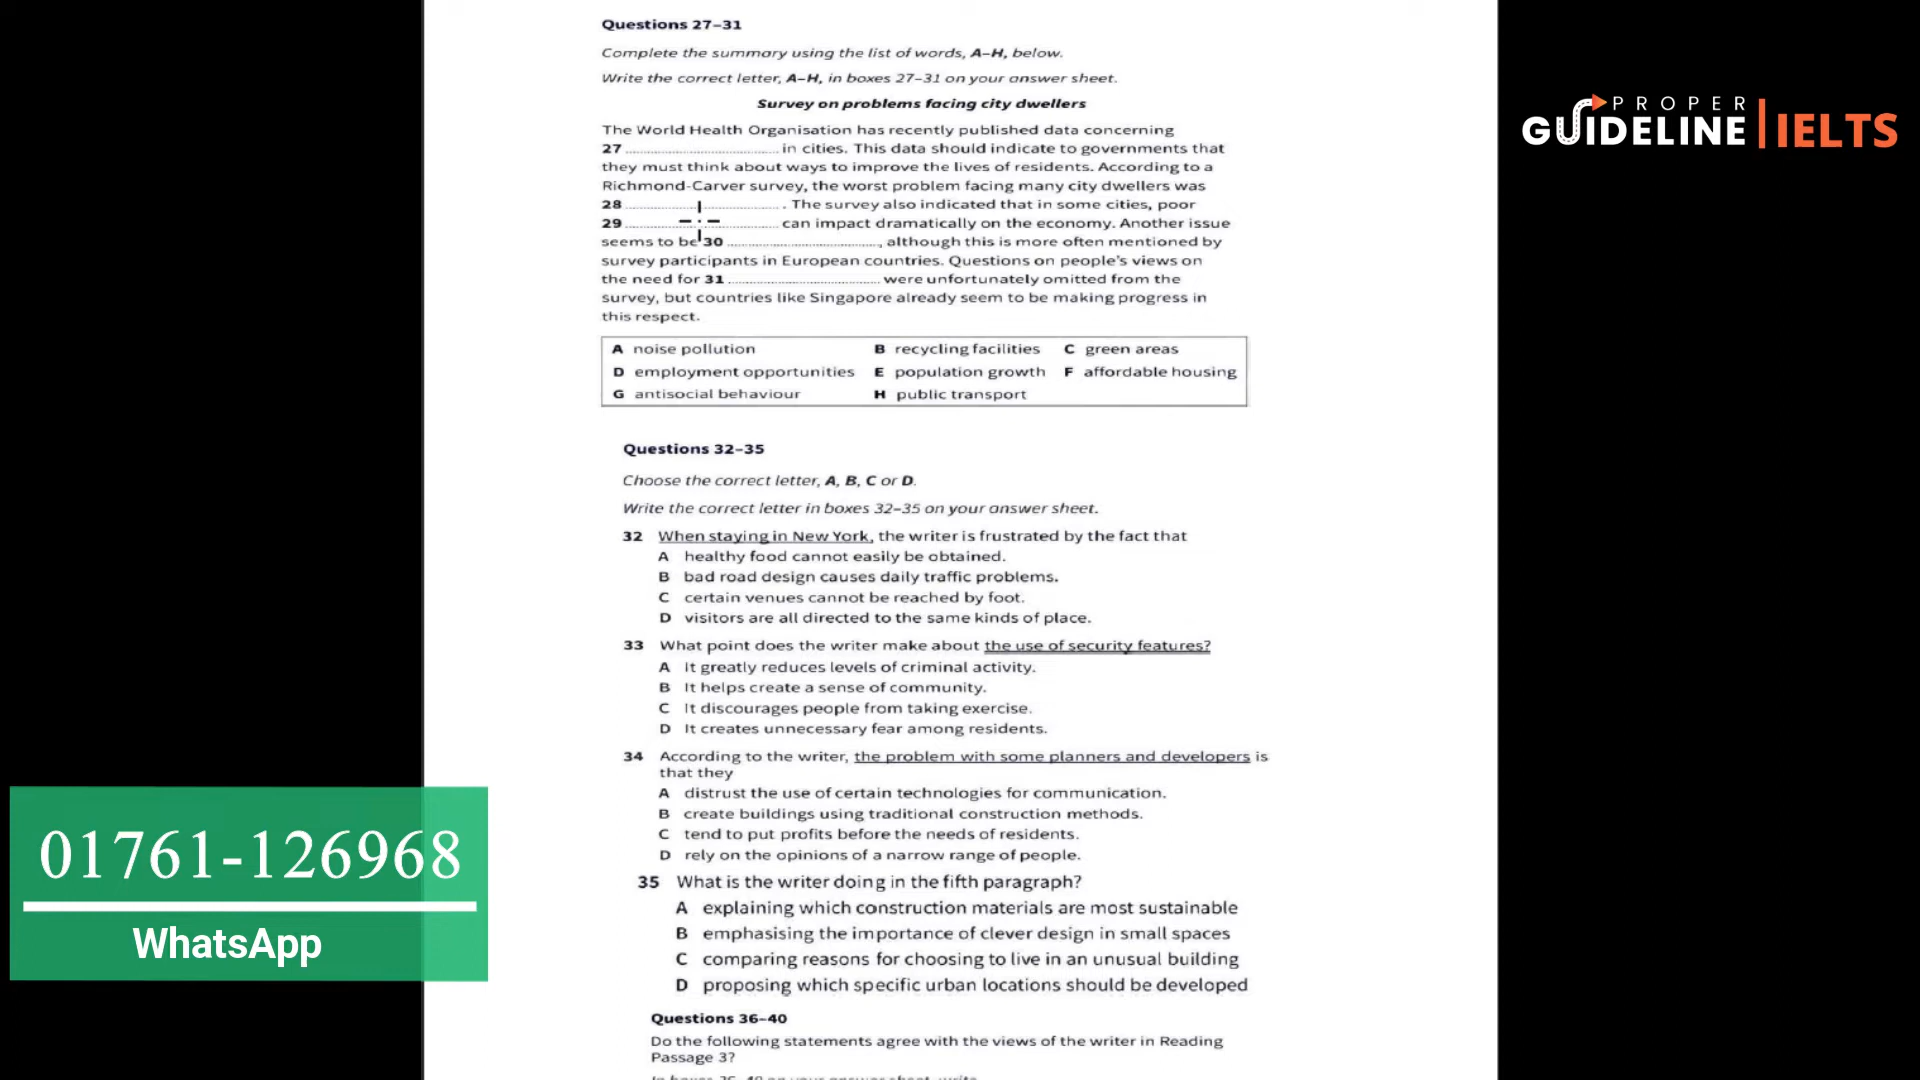 Questions 27–31
Complete the summary using the list of words, A–H, below.
Write the correct letter, A–H, in boxes 27–31 on your answer sheet.
Survey on problems facing city dwellers
The World Health Organisation has recently published data concerning
27 ........................................ in cities. This data should indicate to governments that
they must think about ways to improve the lives of residents. According to a
Richmond-Carver survey, the worst problem facing many city dwellers was
28 ........................................ . The survey also indicated that in some cities, poor
29 ........................................ can impact dramatically on the economy. Another issue
seems to be 30 ........................................, although this is more often mentioned by
survey participants in European countries. Questions on people's views on
the need for 31 ........................................ were unfortunately omitted from the
survey, but countries like Singapore already seem to be making progress in
this respect.
A noise pollution B recycling facilities C green areas
D employment opportunities E population growth F affordable housing
G antisocial behaviour H public transport
Questions 32–35
Choose the correct letter, A, B, C or D.
Write the correct letter in boxes 32–35 on your answer sheet.
32 When staying in New York, the writer is frustrated by the fact that
A healthy food cannot easily be obtained.
B bad road design causes daily traffic problems.
C certain venues cannot be reached by foot.
D visitors are all directed to the same kinds of place.
33 What point does the writer make about the use of security features?
A It greatly reduces levels of criminal activity.
B It helps create a sense of community.
C It discourages people from taking exercise.
D It creates unnecessary fear among residents.
34 According to the writer, the problem with some planners and developers is
that they
A distrust the use of certain technologies for communication.
B create buildings using traditional construction methods.
C tend to put profits before the needs of residents.
D rely on the opinions of a narrow range of people.
35 What is the writer doing in the fifth paragraph?
A explaining which construction materials are most sustainable
B emphasising the importance of clever design in small spaces
C comparing reasons for choosing to live in an unusual building
D proposing which specific urban locations should be developed
Questions 36–40
Do the following statements agree with the views of the writer in Reading
Passage 3?
PROPER
GUIDELINE | IELTS
01761-126968
WhatsApp